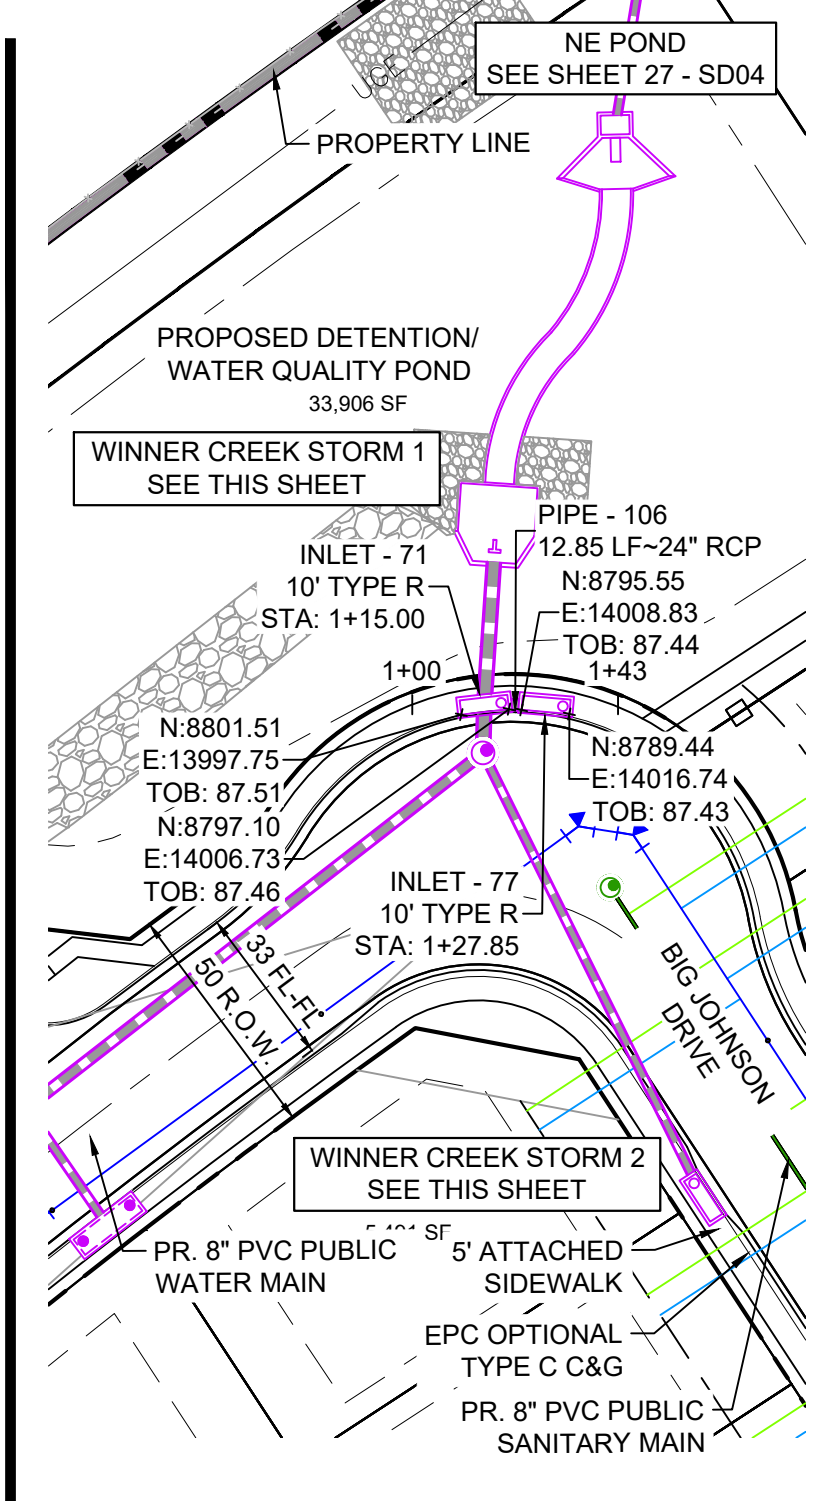 NE POND
SEE SHEET 27 - SD04
UGE
PROPERTY LINE
PROPOSED DETENTION/
WATER QUALITY POND
33,906 SF
WINNER CREEK STORM 1
SEE THIS SHEET
PIPE - 106
12.85 LF~24" RCP
INLET - 71
10' TYPE R
STA: 1+15.00
N:8795.55
E:14008.83
TOB: 87.44
1+00
1+43
N:8801.51
E:13997.75
TOB: 87.51
N:8789.44
E:14016.74
TOB: 87.43
N:8797.10
E:14006.73
TOB: 87.46
INLET - 77
10' TYPE R
STA: 1+27.85
33 FL-FL
50 R.O.W.
BIG JOHNSON
DRIVE
WINNER CREEK STORM 2
SEE THIS SHEET
SF
PR. 8" PVC PUBLIC
WATER MAIN
5' ATTACHED
SIDEWALK
EPC OPTIONAL
TYPE C C&G
PR. 8" PVC PUBLIC
SANITARY MAIN